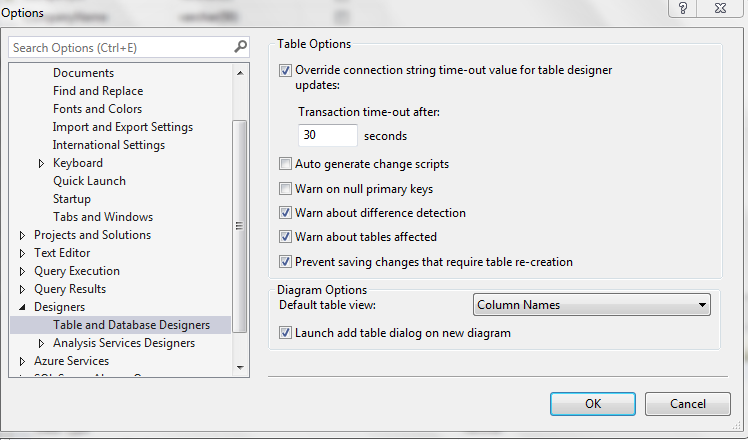 Options
?
Search Options (Ctrl+E)
Documents
Find and Replace
Fonts and Colors
Import and Export Settings
International Settings
Keyboard
Quick Launch
Startup
Tabs and Windows
Projects and Solutions
Text Editor
Query Execution
Query Results
Designers
Table and Database Designers
Analysis Services Designers
Azure Services
Table Options
Override connection string time-out value for table designer
updates:
Transaction time-out after:
30 seconds
Auto generate change scripts
Warn on null primary keys
Warn about difference detection
Warn about tables affected
Prevent saving changes that require table re-creation
Diagram Options
Default table view: Column Names
Launch add table dialog on new diagram
OK Cancel